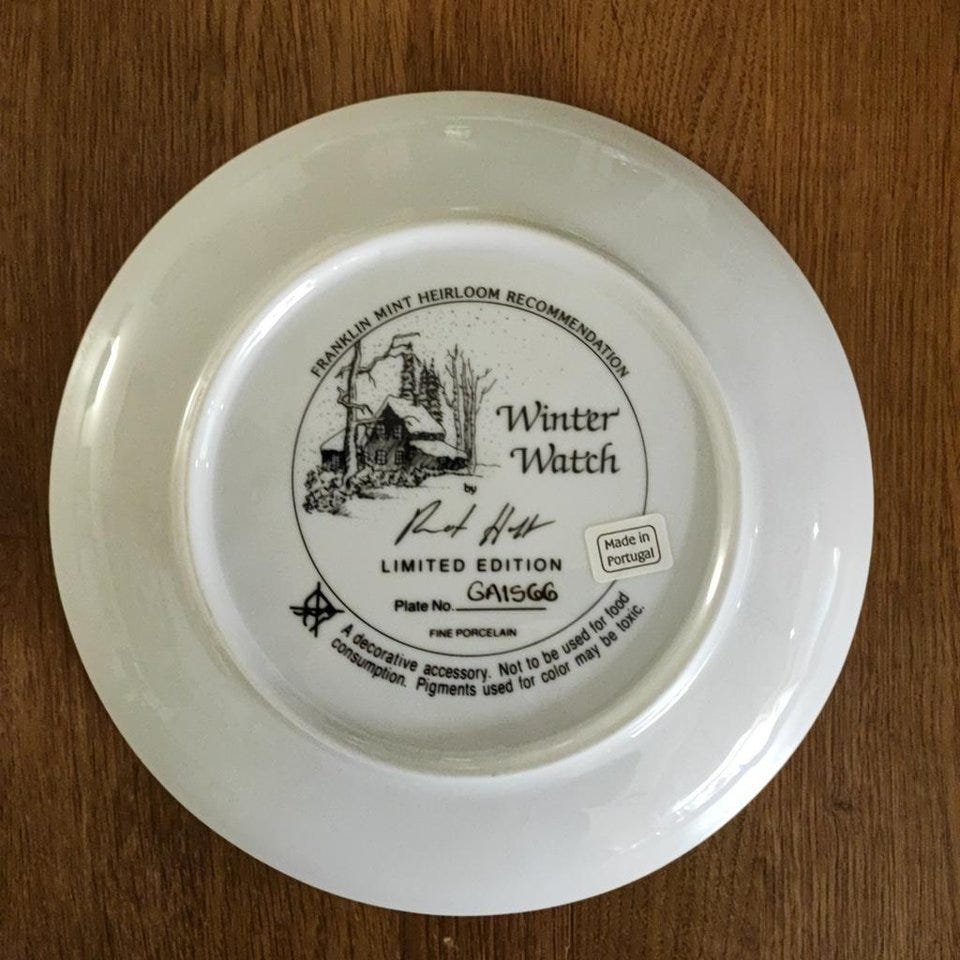 FRANKLIN MINT HEIRLOOM RECOMMENDATION
Winter
Watch
by
LIMITED EDITION
Made in
Portugal
Plate No. GA1566
FINE PORCELAIN
A decorative accessory. Not to be used for food
consumption. Pigments used for color may be toxic.